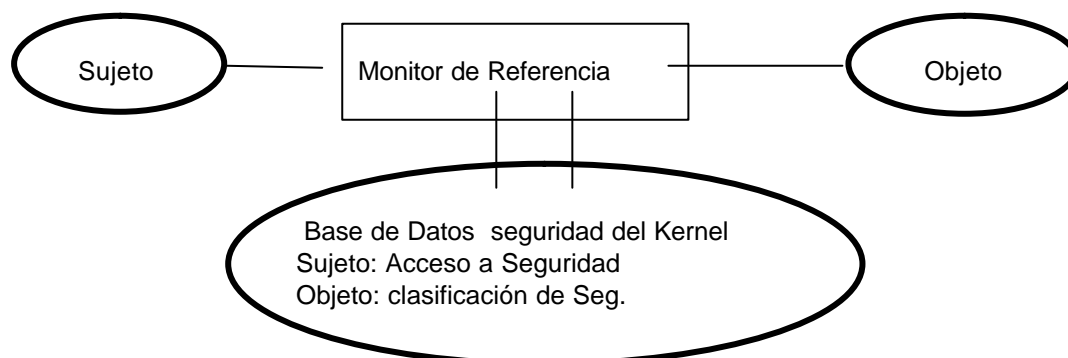 Sujeto
Monitor de Referencia
Objeto
Base de Datos seguridad del Kernel
Sujeto: Acceso a Seguridad
Objeto: clasificación de Seg.